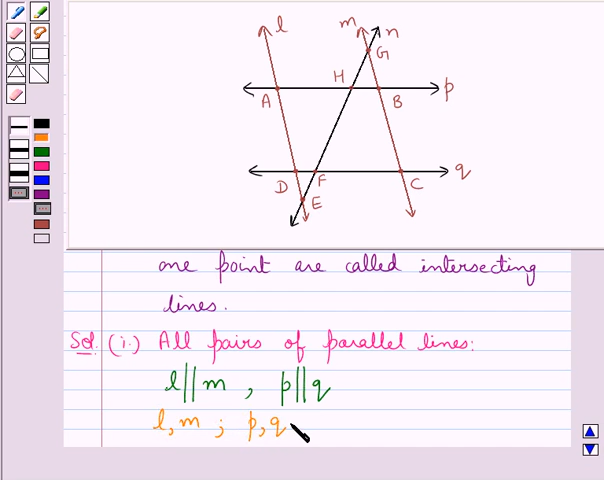 l
m n
G
H
A B p
D F C q
E
one point are called intersecting
lines.
Sol. (i.) All pairs of parallel lines:
l||m , p||q
l, m ; p, q